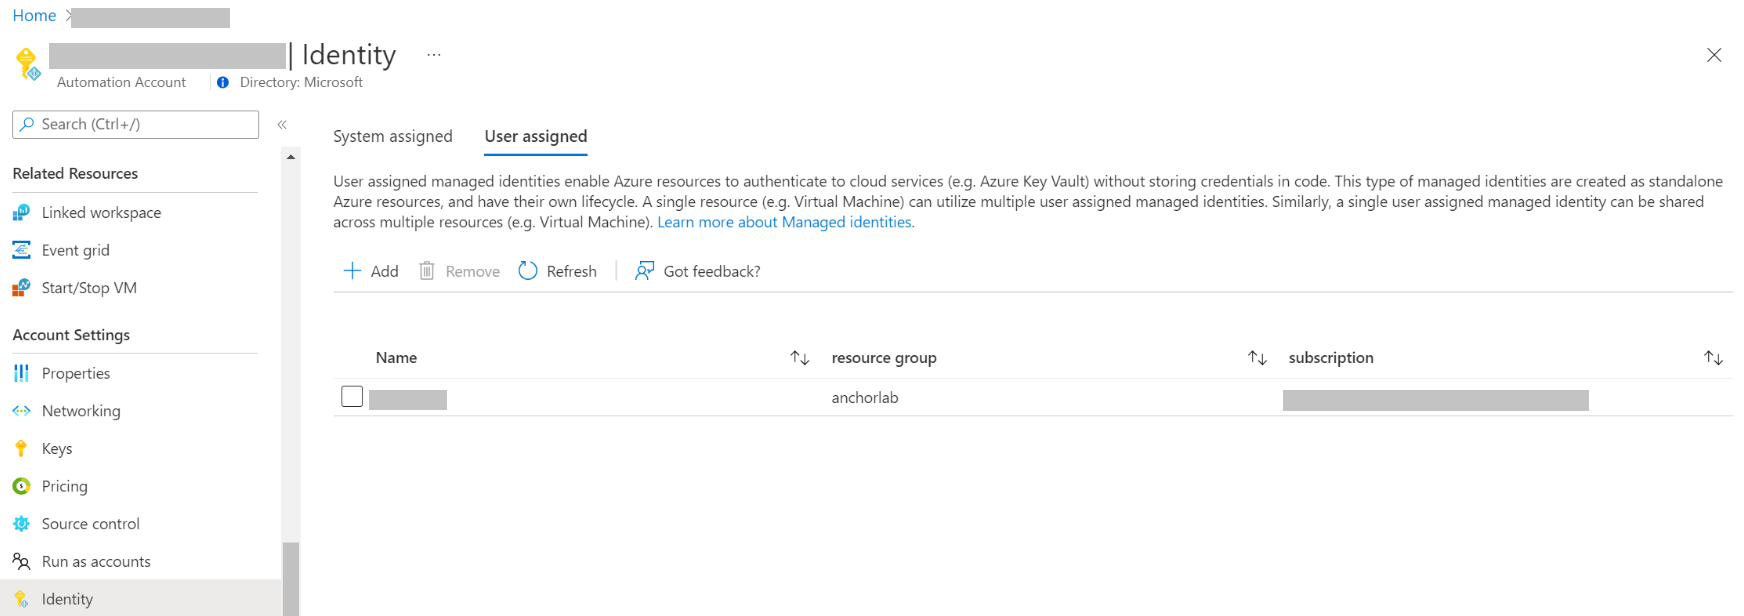 Home
| Identity ...
Automation Account Directory: Microsoft
Search (Ctrl+/)
Related Resources
Linked workspace
Event grid
Start/Stop VM
Account Settings
Properties
Networking
Keys
Pricing
Source control
Run as accounts
Identity
System assigned User assigned
User assigned managed identities enable Azure resources to authenticate to cloud services (e.g. Azure Key Vault) without storing credentials in code. This type of managed identities are created as standalone
Azure resources, and have their own lifecycle. A single resource (e.g. Virtual Machine) can utilize multiple user assigned managed identities. Similarly, a single user assigned managed identity can be shared
across multiple resources (e.g. Virtual Machine). Learn more about Managed identities.
Add Remove Refresh Got feedback?
Name resource group subscription
anchorlab